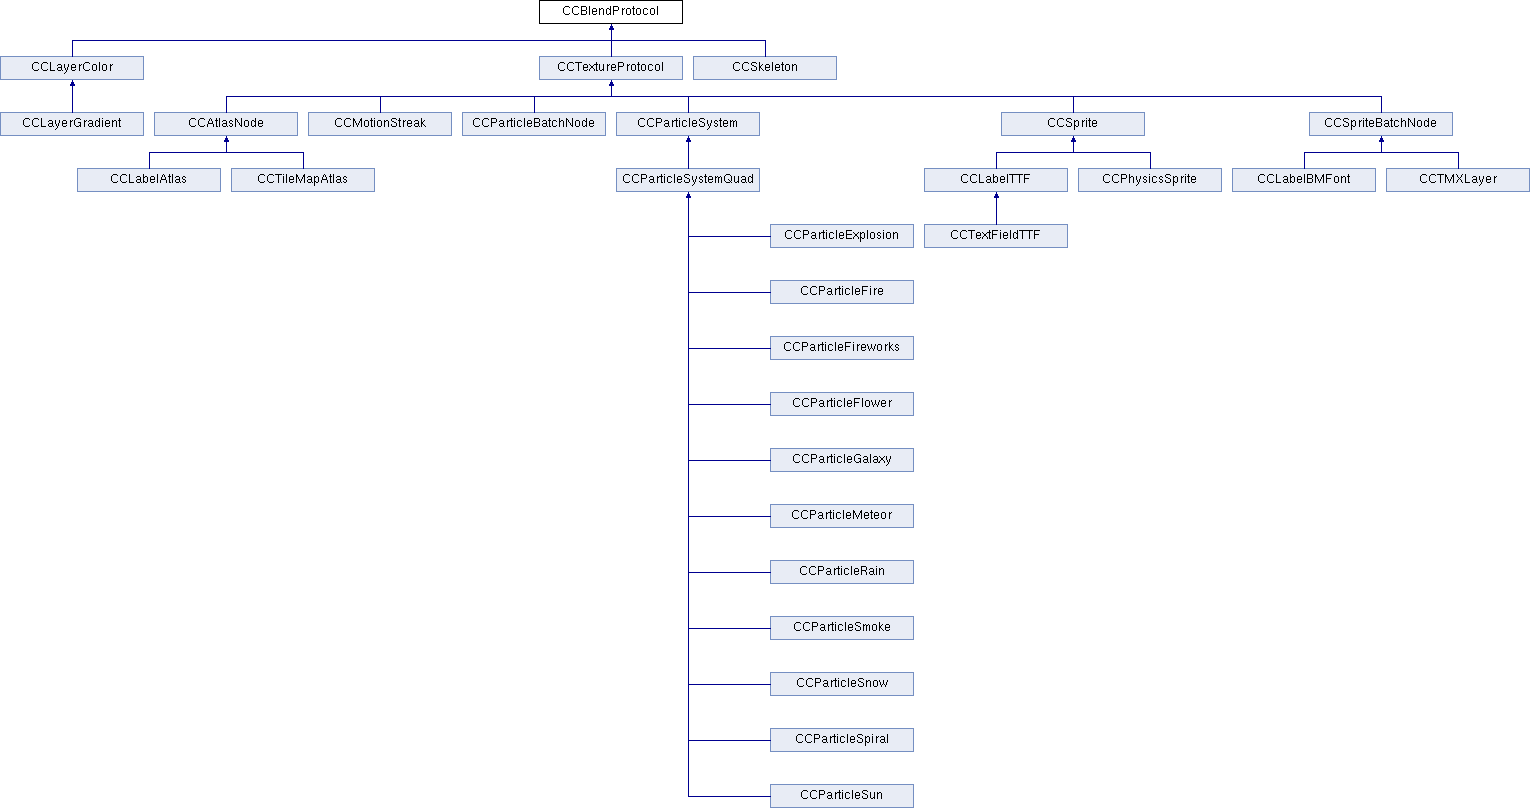 CCBlendProtocol
CCLayerColor
CCTextureProtocol
CCSkeleton
CCLayerGradient
CCAtlasNode
CCMotionStreak
CCParticleBatchNode
CCParticleSystem
CCSprite
CCSpriteBatchNode
CCLabelAtlas
CCTileMapAtlas
CCParticleSystemQuad
CCLabelTTF
CCPhysicsSprite
CCLabelBMFont
CCTMXLayer
CCParticleExplosion
CCTextFieldTTF
CCParticleFire
CCParticleFireworks
CCParticleFlower
CCParticleGalaxy
CCParticleMeteor
CCParticleRain
CCParticleSmoke
CCParticleSnow
CCParticleSpiral
CCParticleSun